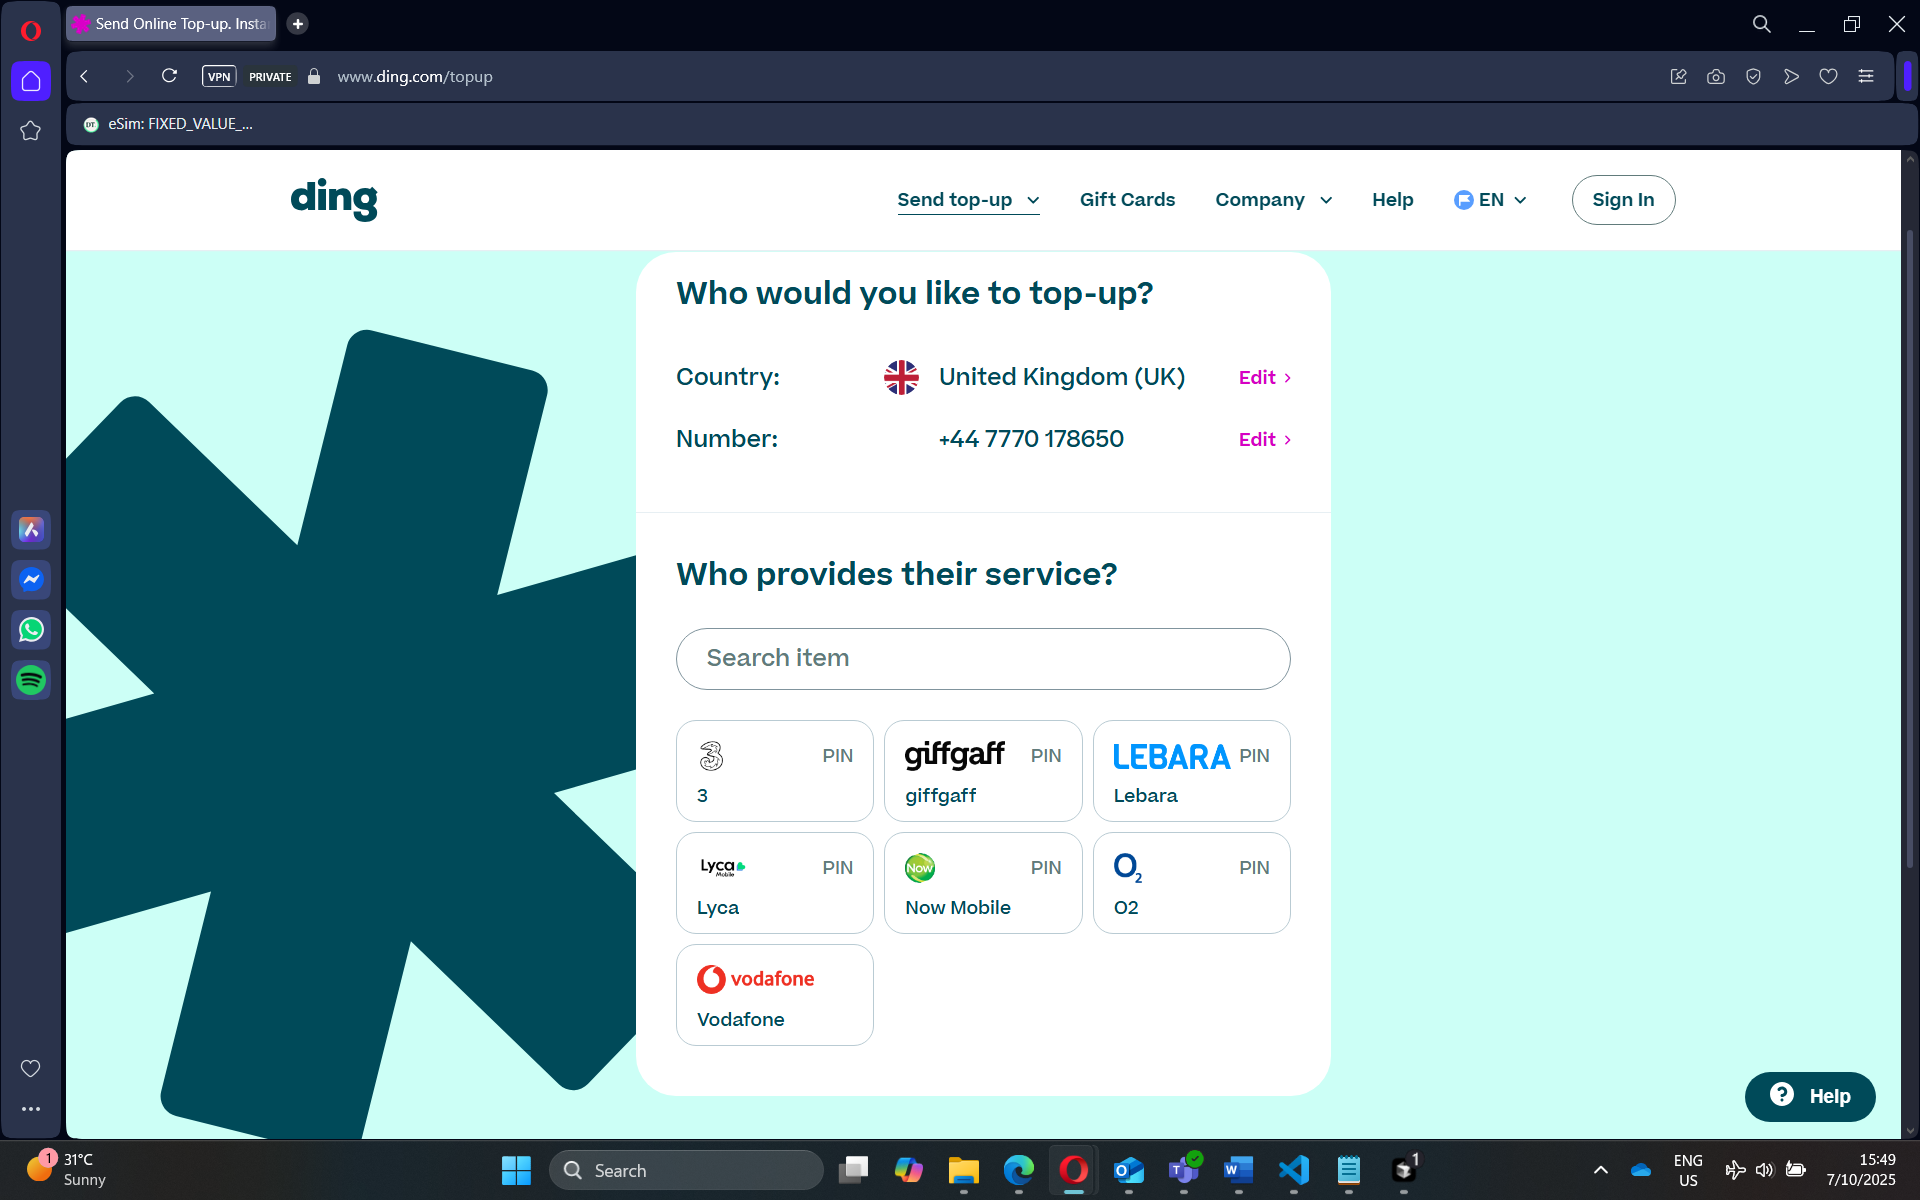 Send Online Top-up. Insta
VPN
PRIVATE
www.ding.com/topup
eSim: FIXED_VALUE_...
ding
Send top-up
Gift Cards
Company
Help
EN
Sign In
Who would you like to top-up?
Country:
United Kingdom (UK)
Edit
Number:
+44 7770 178650
Edit
Who provides their service?
Search item
3
PIN
3
giffgaff
PIN
giffgaff
LEBARA
PIN
Lebara
Lyca
Mobile
PIN
Lyca
Now
PIN
Now Mobile
O2
PIN
O2
vodafone
Vodafone
Help
1
31°C
Sunny
Search
1
ENG
US
15:49
7/10/2025